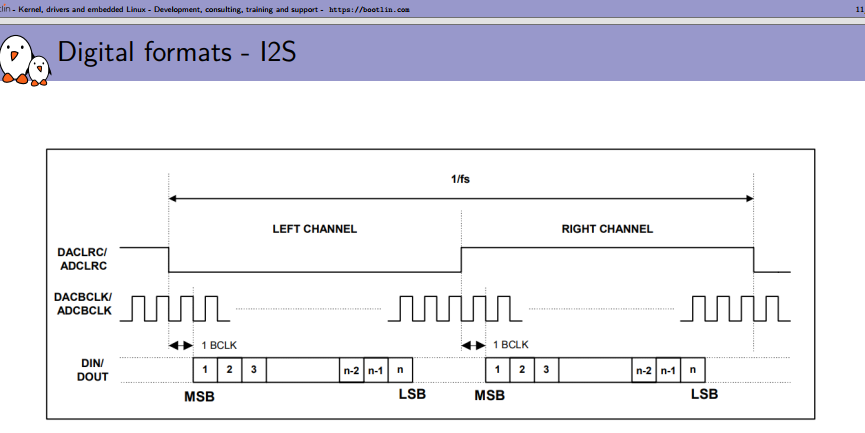 - Kernel, drivers and embedded Linux - Development, consulting, training and support - https://bootlin.com 11
Digital formats - I2S
1/fs
LEFT CHANNEL RIGHT CHANNEL
DACLRC/
ADCLRC
DACBCLK/
ADCBCLK
1 BCLK 1 BCLK
DIN/
DOUT
1 2 3 n-2 n-1 n 1 2 3 n-2 n-1 n
MSB LSB MSB LSB